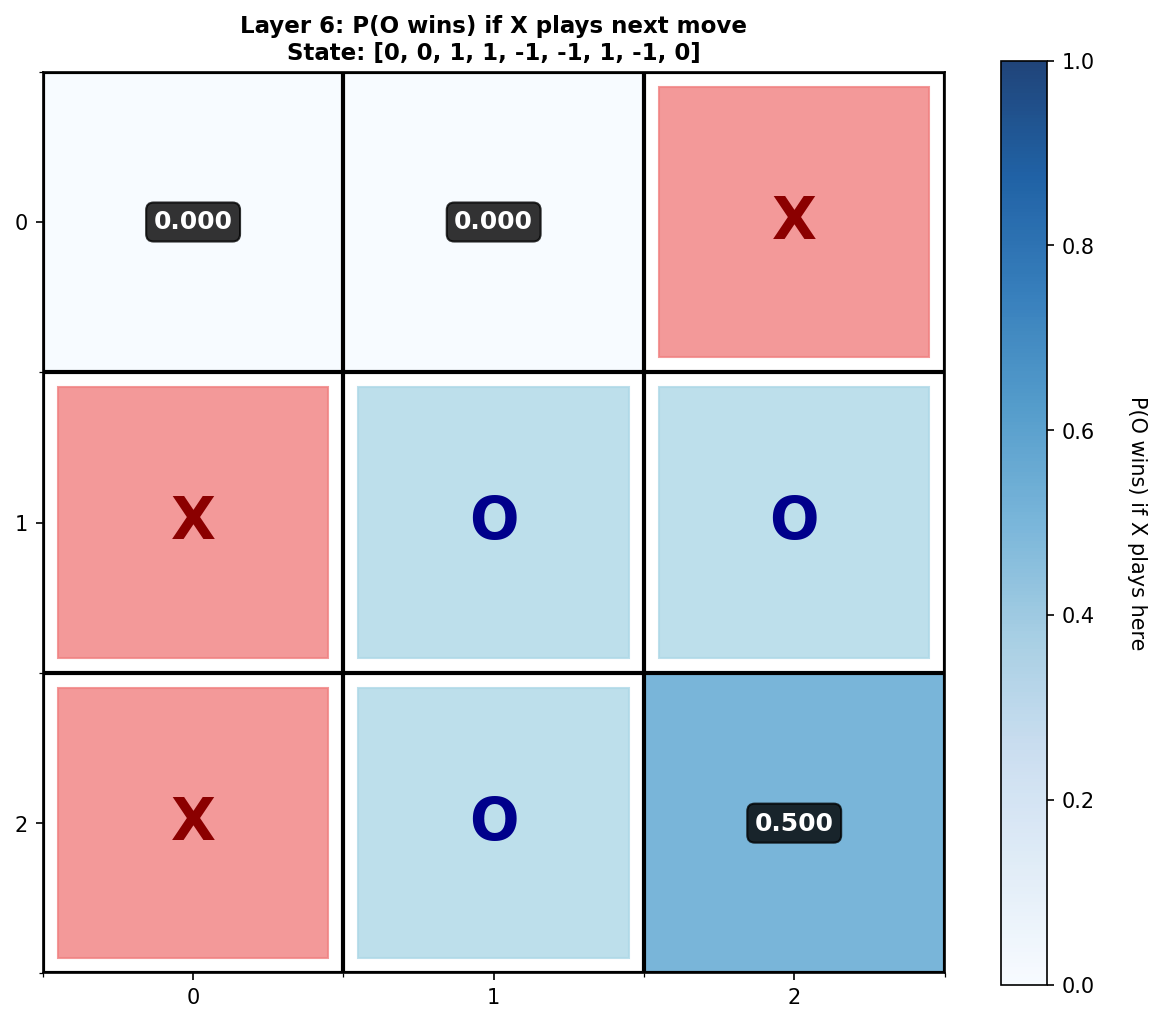 Layer 6: P(O wins) if X plays next move
State: [0, 0, 1, 1, -1, -1, 1, -1, 0]
0
0.000
0.000
X
1
X
O
O
2
X
O
0.500
0
1
2
1.0
0.8
0.6
0.4
0.2
0.0
P(O wins) if X plays here